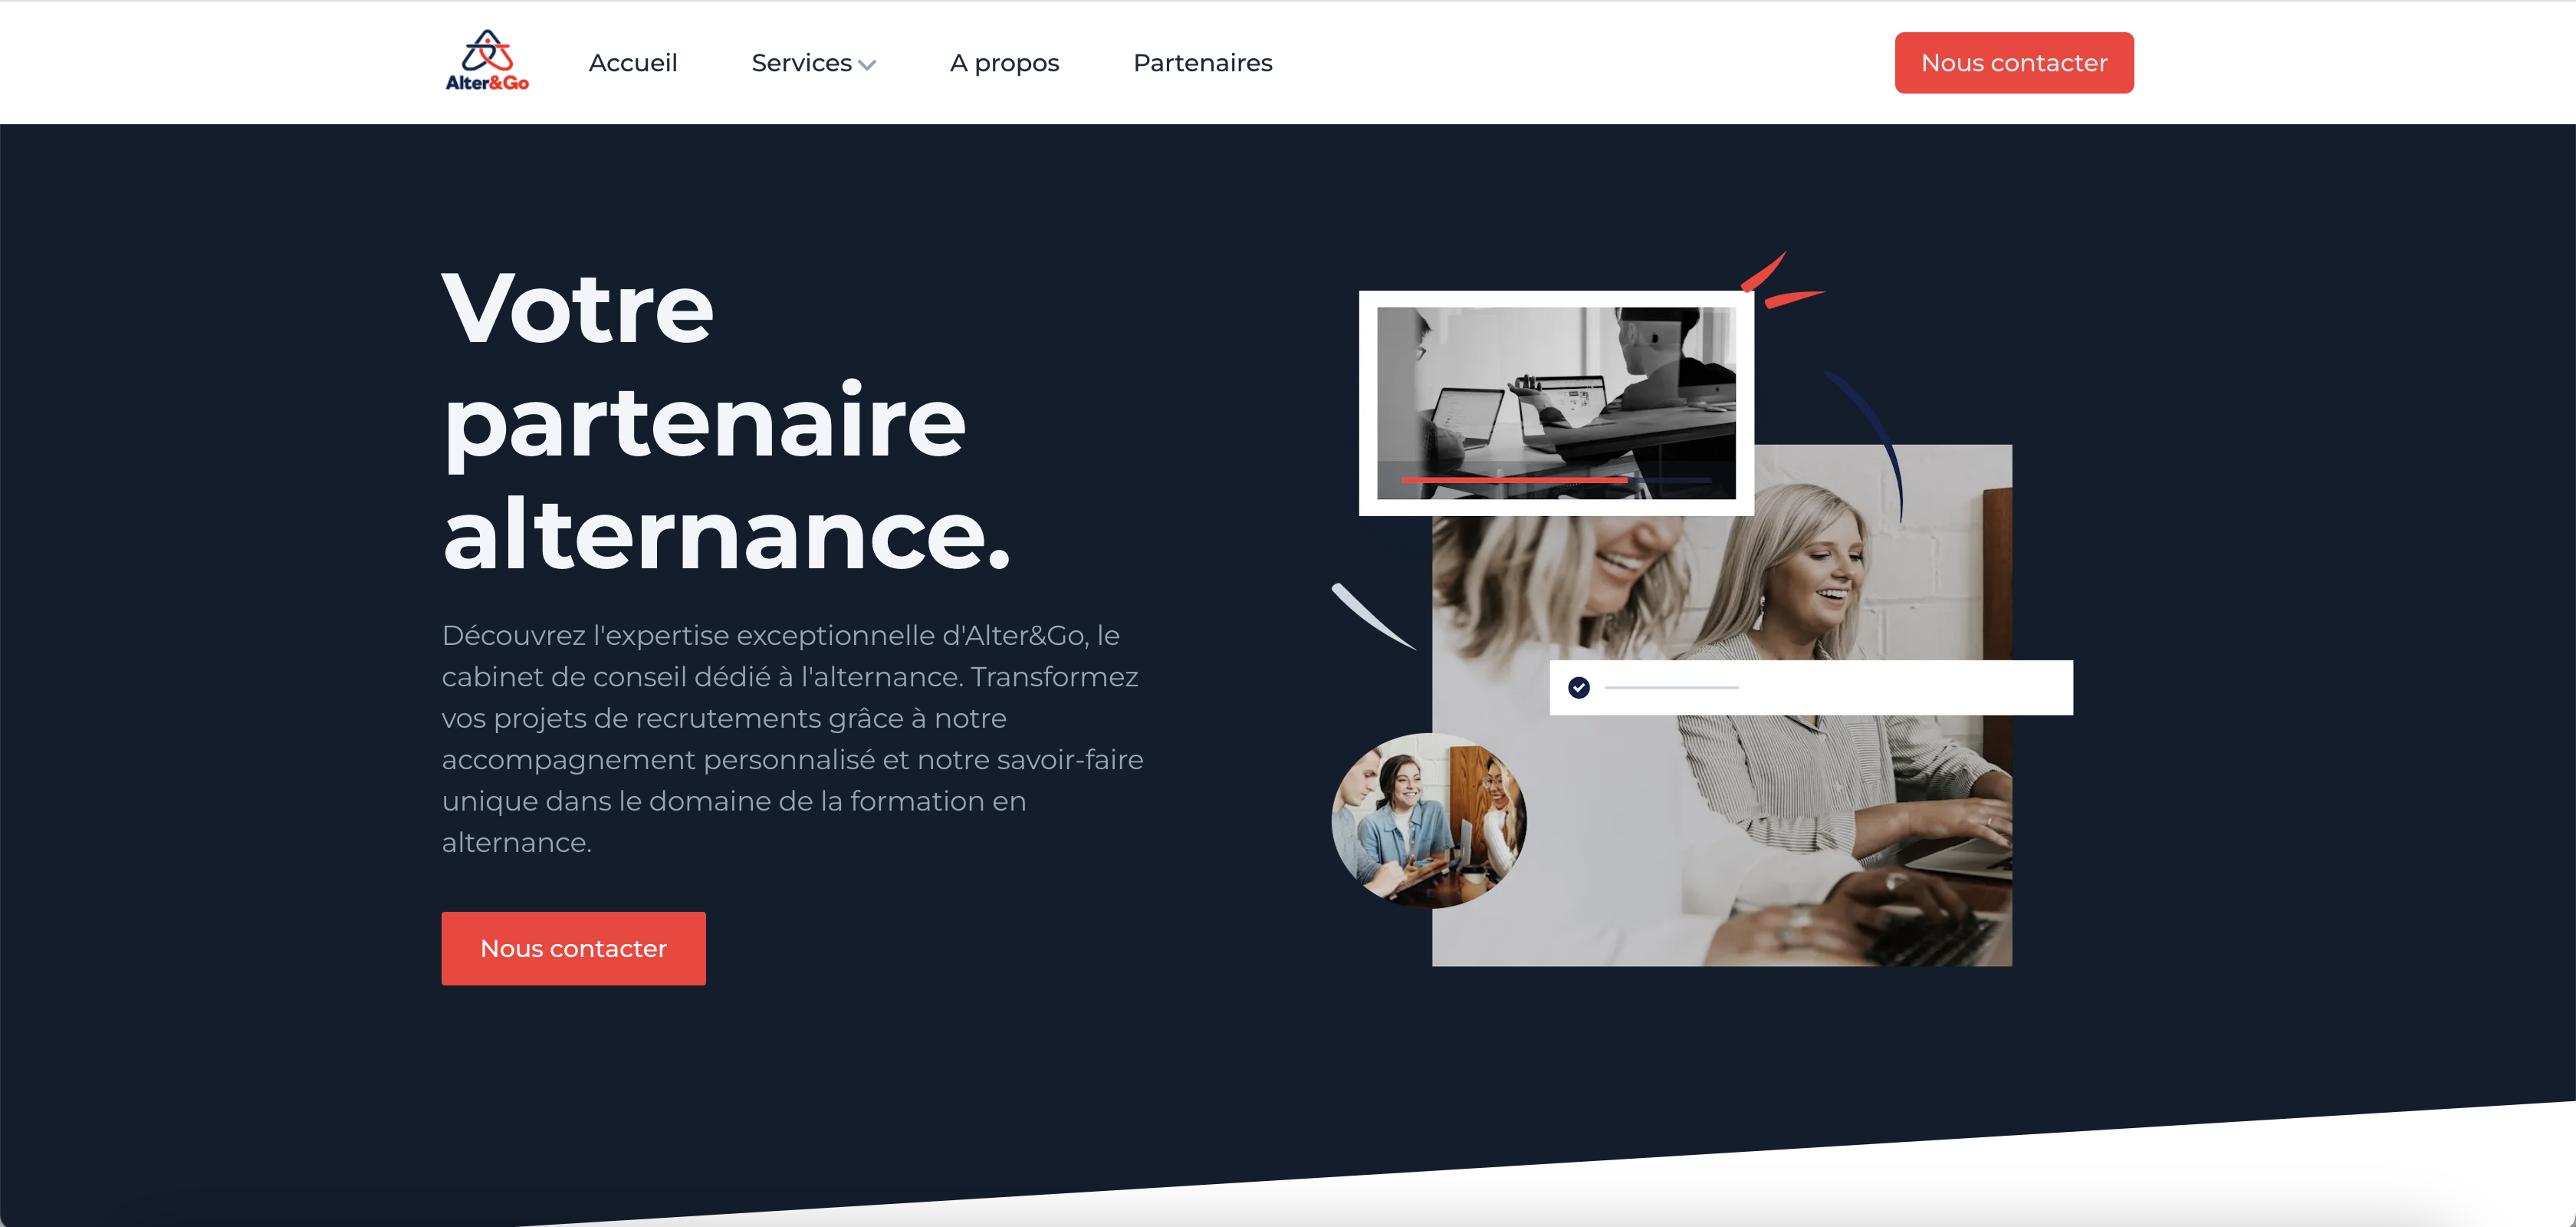 Alter&Go
Accueil
Services
A propos
Partenaires
Nous contacter
Votre
partenaire
alternance.
Découvrez l'expertise exceptionnelle d'Alter&Go, le
cabinet de conseil dédié à l'alternance. Transformez
vos projets de recrutements grâce à notre
accompagnement personnalisé et notre savoir-faire
unique dans le domaine de la formation en
alternance.
Nous contacter